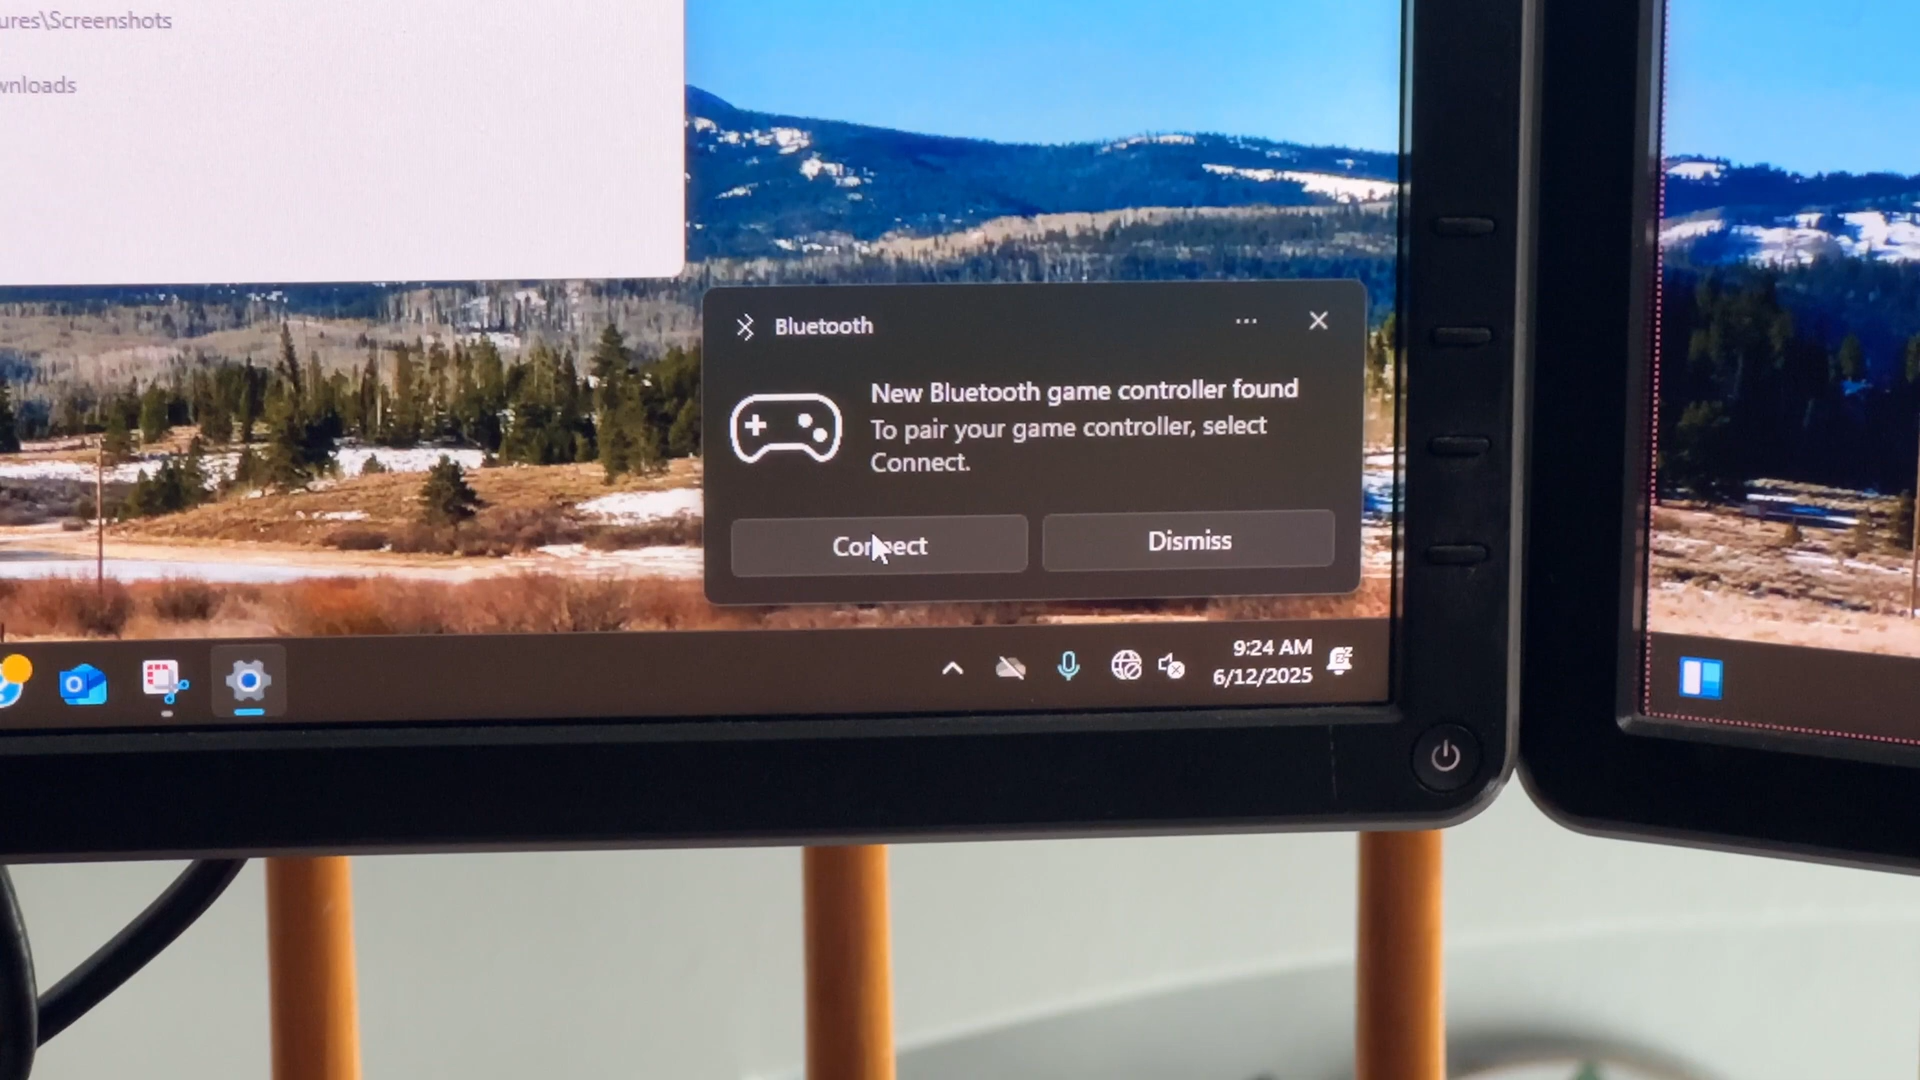 ures\Screenshots
wnloads
Bluetooth
New Bluetooth game controller found
To pair your game controller, select
Connect.
Connect
Dismiss
9:24 AM
6/12/2025